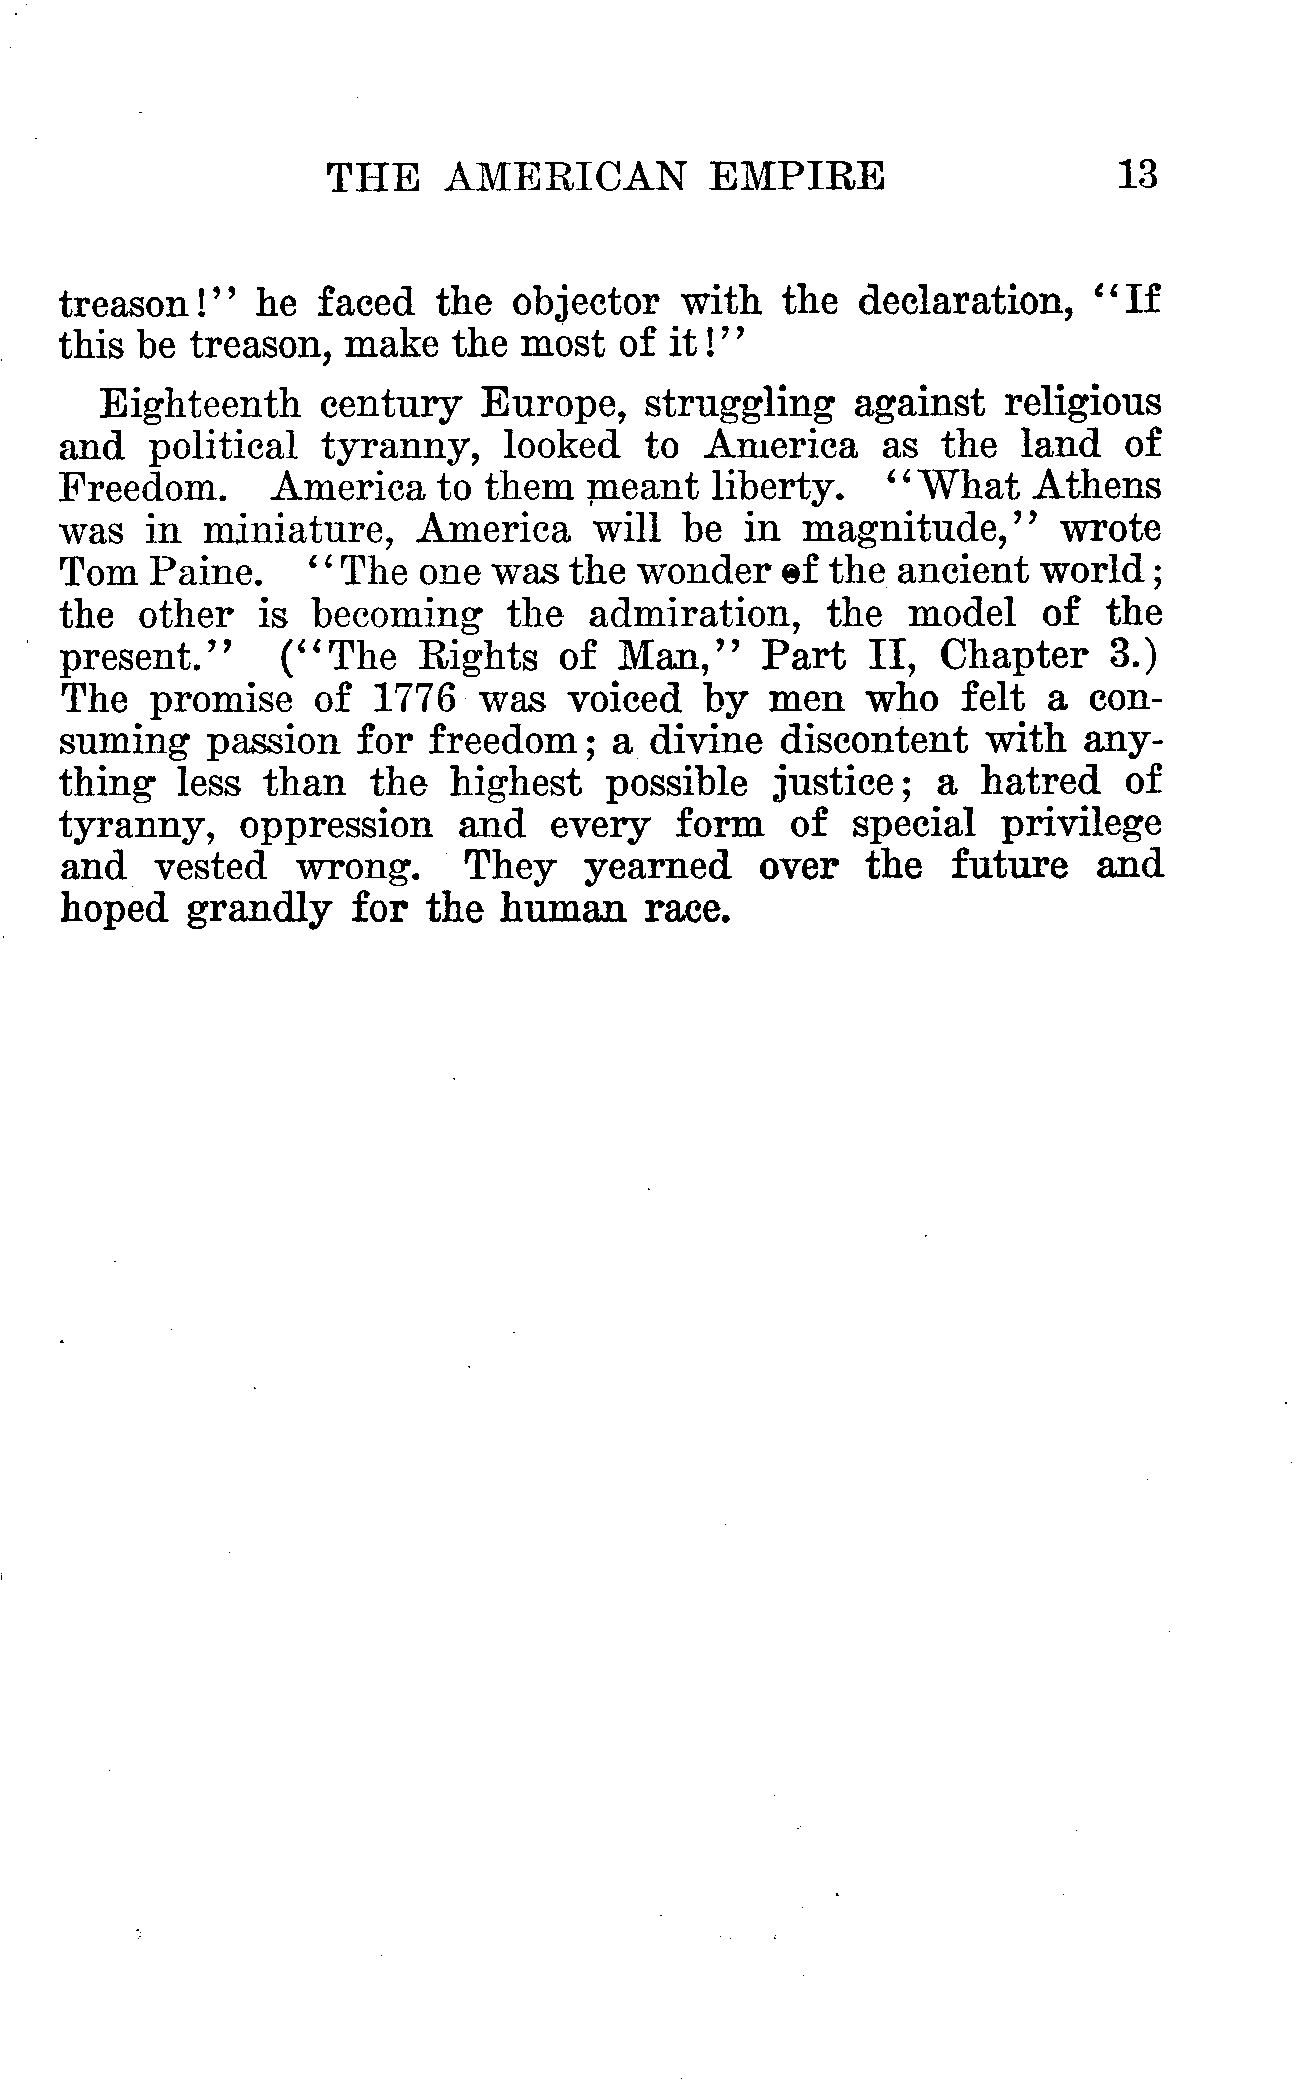 THE AMERICAN EMPIRE 13
treason!" he faced the objector with the declaration, "If
this be treason, make the most of it!"
Eighteenth century Europe, struggling against religious
and political tyranny, looked to America as the land of
Freedom. America to them meant liberty. "What Athens
was in miniature, America will be in magnitude," wrote
Tom Paine. "The one was the wonder of the ancient world;
the other is becoming the admiration, the model of the
present." ("The Rights of Man," Part II, Chapter 3.)
The promise of 1776 was voiced by men who felt a con-
suming passion for freedom; a divine discontent with any-
thing less than the highest possible justice; a hatred of
tyranny, oppression and every form of special privilege
and vested wrong. They yearned over the future and
hoped grandly for the human race.